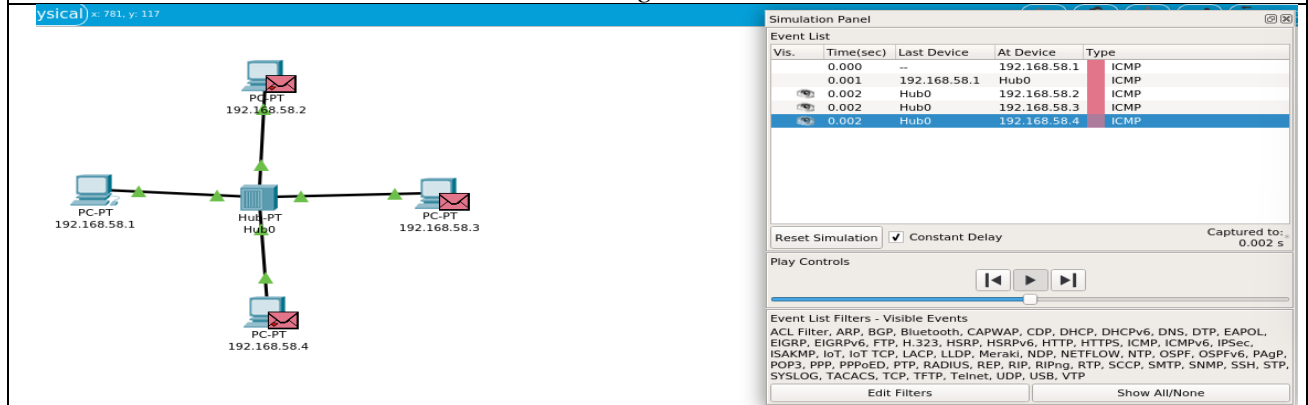 ysical) x: 781, y: 117
PC-PT
192.168.58.2
PC-PT
192.168.58.1
Hub-PT
Hub0
PC-PT
192.168.58.3
PC-PT
192.168.58.4
Simulation Panel
Event List
Vis. Time(sec) Last Device At Device Type
0.000 -- 192.168.58.1 ICMP
0.001 192.168.58.1 Hub0 ICMP
0.002 Hub0 192.168.58.2 ICMP
0.002 Hub0 192.168.58.3 ICMP
0.002 Hub0 192.168.58.4 ICMP
Reset Simulation Constant Delay Captured to:
0.002 s
Play Controls
Event List Filters - Visible Events
ACL Filter, ARP, BGP, Bluetooth, CAPWAP, CDP, DHCP, DHCPv6, DNS, DTP, EAPOL,
EIGRP, EIGRPv6, FTP, H.323, HSRP, HSRPv6, HTTP, HTTPS, ICMP, ICMPv6, IPSec,
ISAKMP, IoT, IoT TCP, LACP, LLDP, Meraki, NDP, NETFLOW, NTP, OSPF, OSPFv6, PAgP,
POP3, PPP, PPPoED, PTP, RADIUS, REP, RIP, RIPng, RTP, SCCP, SMTP, SNMP, SSH, STP,
SYSLOG, TACACS, TCP, TFTP, Telnet, UDP, USB, VTP
Edit Filters Show All/None